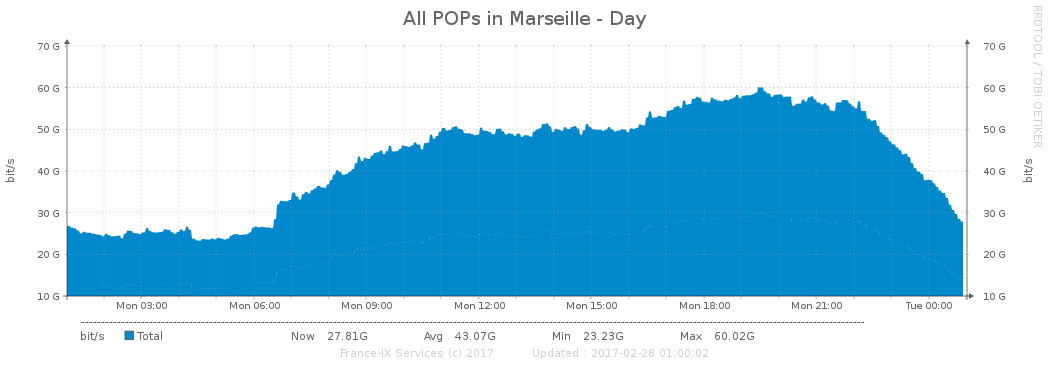 All POPs in Marseille - Day
RRDTOOL / TOBI OETIKER
bit/s
70 G 70 G
60 G 60 G
50 G 50 G
40 G 40 G
30 G 30 G
20 G 20 G
10 G 10 G
bit/s
Mon 03:00 Mon 06:00 Mon 09:00 Mon 12:00 Mon 15:00 Mon 18:00 Mon 21:00 Tue 00:00
bit/s Total Now 27.81G Avg 43.07G Min 23.23G Max 60.02G
France-IX Services (c) 2017 Updated : 2017-02-28 01:00:02